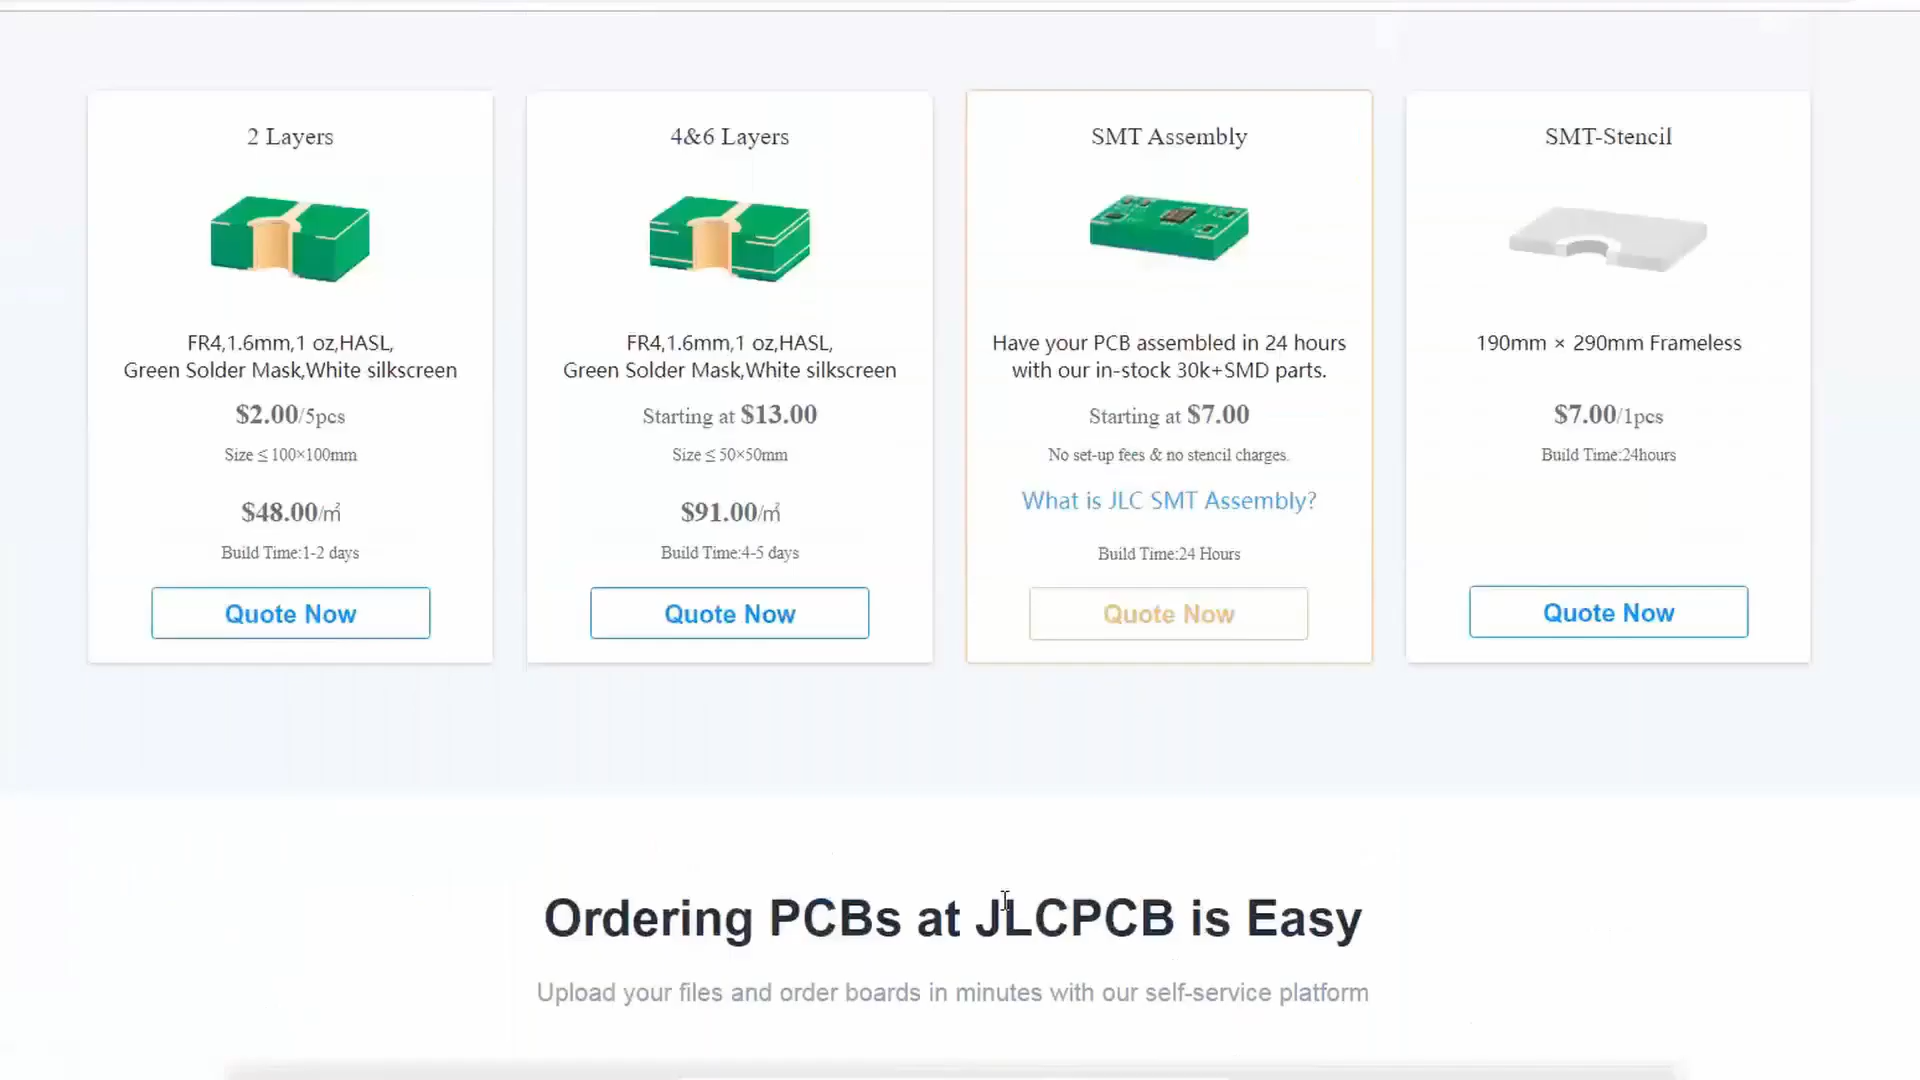 2 Layers
FR4,1.6mm,1 oz,HASL,
Green Solder Mask,White silkscreen
$2.00/5pcs
Size ≤ 100×100mm
$48.00/㎡
Build Time:1-2 days
Quote Now
4&6 Layers
FR4,1.6mm,1 oz,HASL,
Green Solder Mask,White silkscreen
Starting at $13.00
Size ≤ 50×50mm
$91.00/㎡
Build Time:4-5 days
Quote Now
SMT Assembly
Have your PCB assembled in 24 hours
with our in-stock 30k+SMD parts.
Starting at $7.00
No set-up fees & no stencil charges.
What is JLC SMT Assembly?
Build Time:24 Hours
Quote Now
SMT-Stencil
190mm × 290mm Frameless
$7.00/1pcs
Build Time:24hours
Quote Now
Ordering PCBs at JLCPCB is Easy
Upload your files and order boards in minutes with our self-service platform